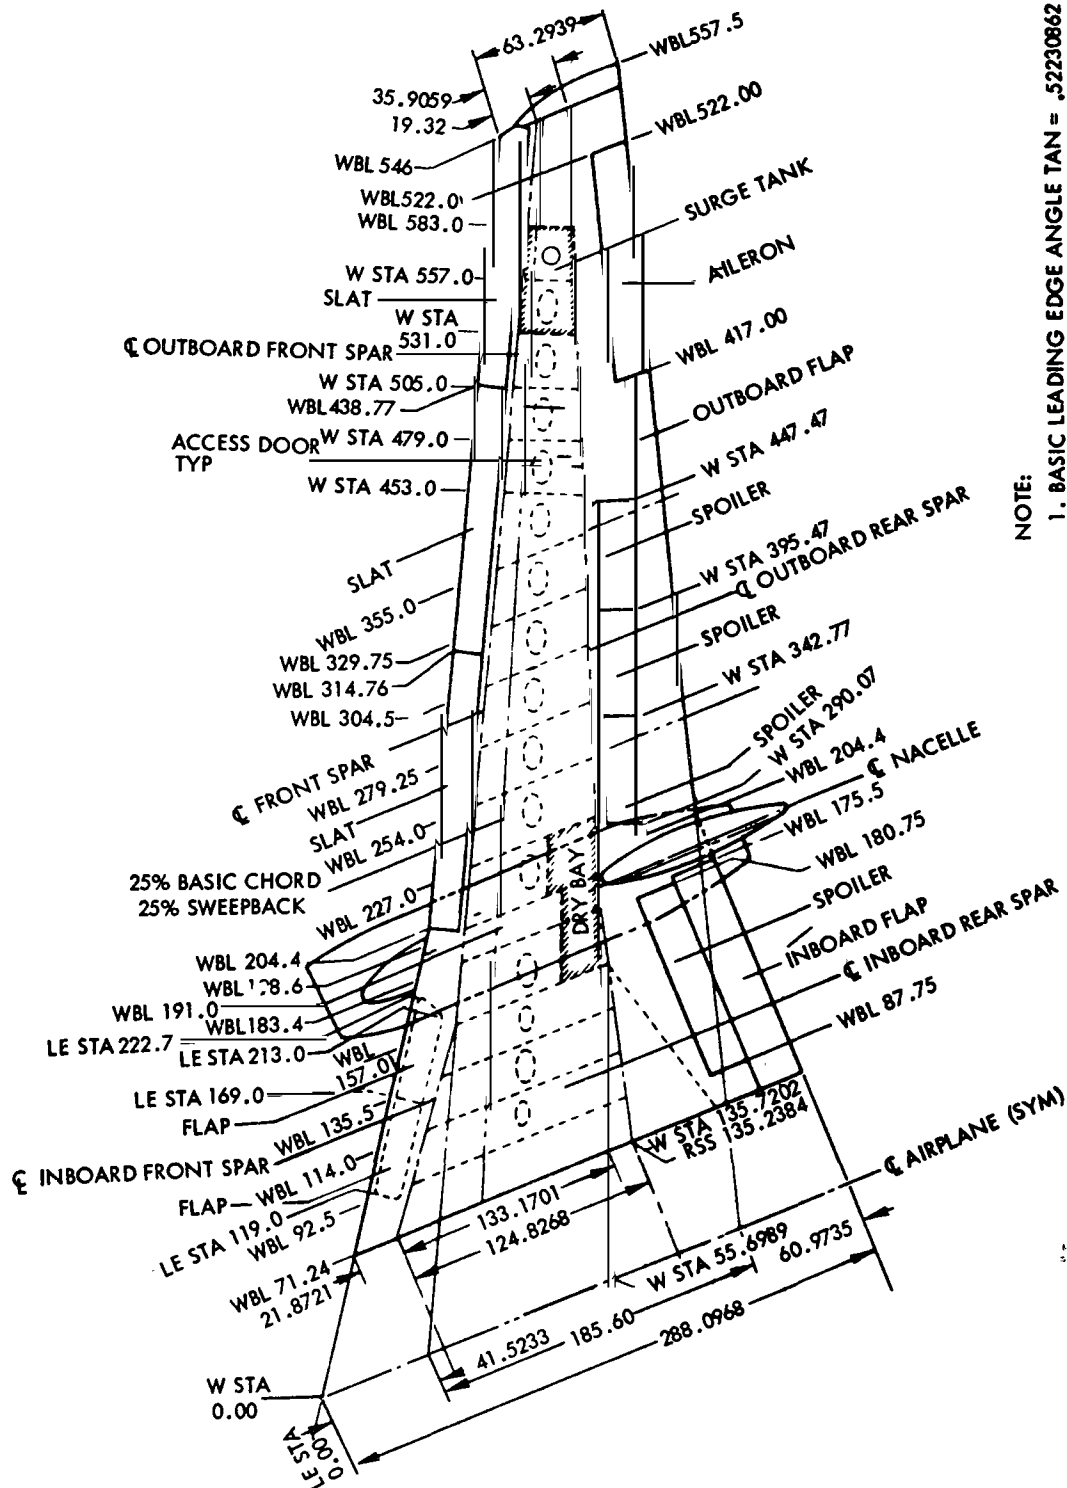 63.2939
WBL557.5
35.9059
19.32
WBL522.00
WBL 546
WBL522.0
WBL 583.0
SURGE TANK
W STA 557.0
SLAT
AILERON
W STA
531.0
℄ OUTBOARD FRONT SPAR
WBL 417.00
W STA 505.0
WBL438.77
OUTBOARD FLAP
ACCESS DOOR
TYP
W STA 479.0
W STA 447.47
W STA 453.0
SPOILER
℄ OUTBOARD REAR SPAR
W STA 395.47
SLAT
WBL 355.0
SPOILER
WBL 329.75
WBL 314.76
W STA 342.77
WBL 304.5
SPOILER
W STA 290.07
℄ FRONT SPAR
WBL 279.25
WBL 204.4
℄ NACELLE
SLAT
WBL 254.0
WBL 175.5
25% BASIC CHORD
25% SWEEPBACK
WBL 180.75
WBL 227.0
DRY BAY
SPOILER
INBOARD FLAP
℄ INBOARD REAR SPAR
WBL 204.4
WBL 191.0
WBL183.4
WBL 87.75
LE STA 222.7
LE STA 213.0
WBL
157.0
LE STA 169.0
FLAP
WBL 135.5
W STA 135.7202
RSS 135.2384
℄ INBOARD FRONT SPAR
WBL 114.0
FLAP
℄ AIRPLANE (SYM)
LE STA 119.0
WBL 92.5
133.1701
124.8268
WBL 71.24
21.8721
W STA 55.6989
60.9735
41.5233
185.60
288.0968
W STA
0.00
LE STA
0.00
NOTE:
1. BASIC LEADING EDGE ANGLE TAN = .52230862